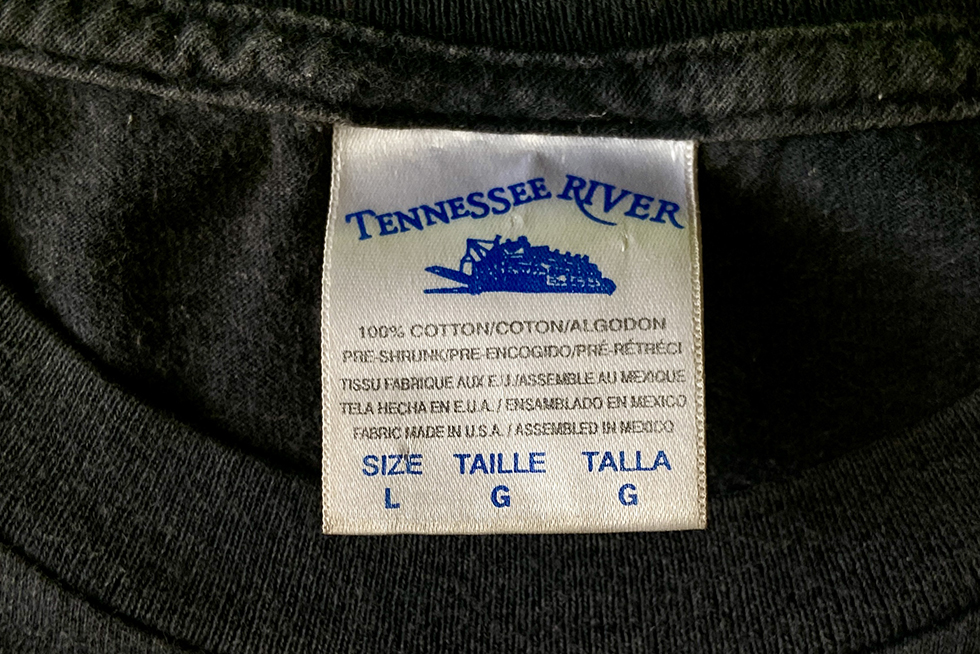 TENNESSEE RIVER
100% COTTON/COTON/ALGODON
PRE-SHRUNK/PRE-ENCOGIDO/PRÉ-RÉTRÉCI
TISSU FABRIQUE AUX E.U./ASSEMBLE AU MEXIQUE
TELA HECHA EN E.U.A. / ENSAMBLADO EN MEXICO
FABRIC MADE IN U.S.A. / ASSEMBLED IN MEXICO
SIZE TAILLE TALLA
L G G